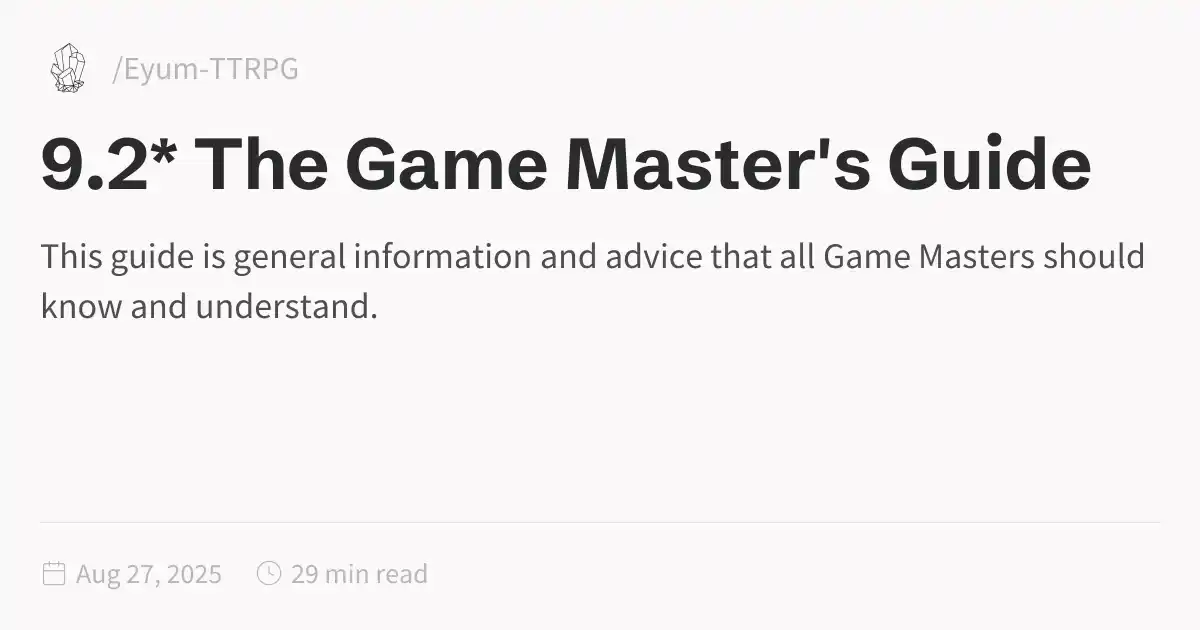 /Eyum-TTRPG
9.2* The Game Master's Guide
This guide is general information and advice that all Game Masters should
know and understand.
Aug 27, 2025 29 min read